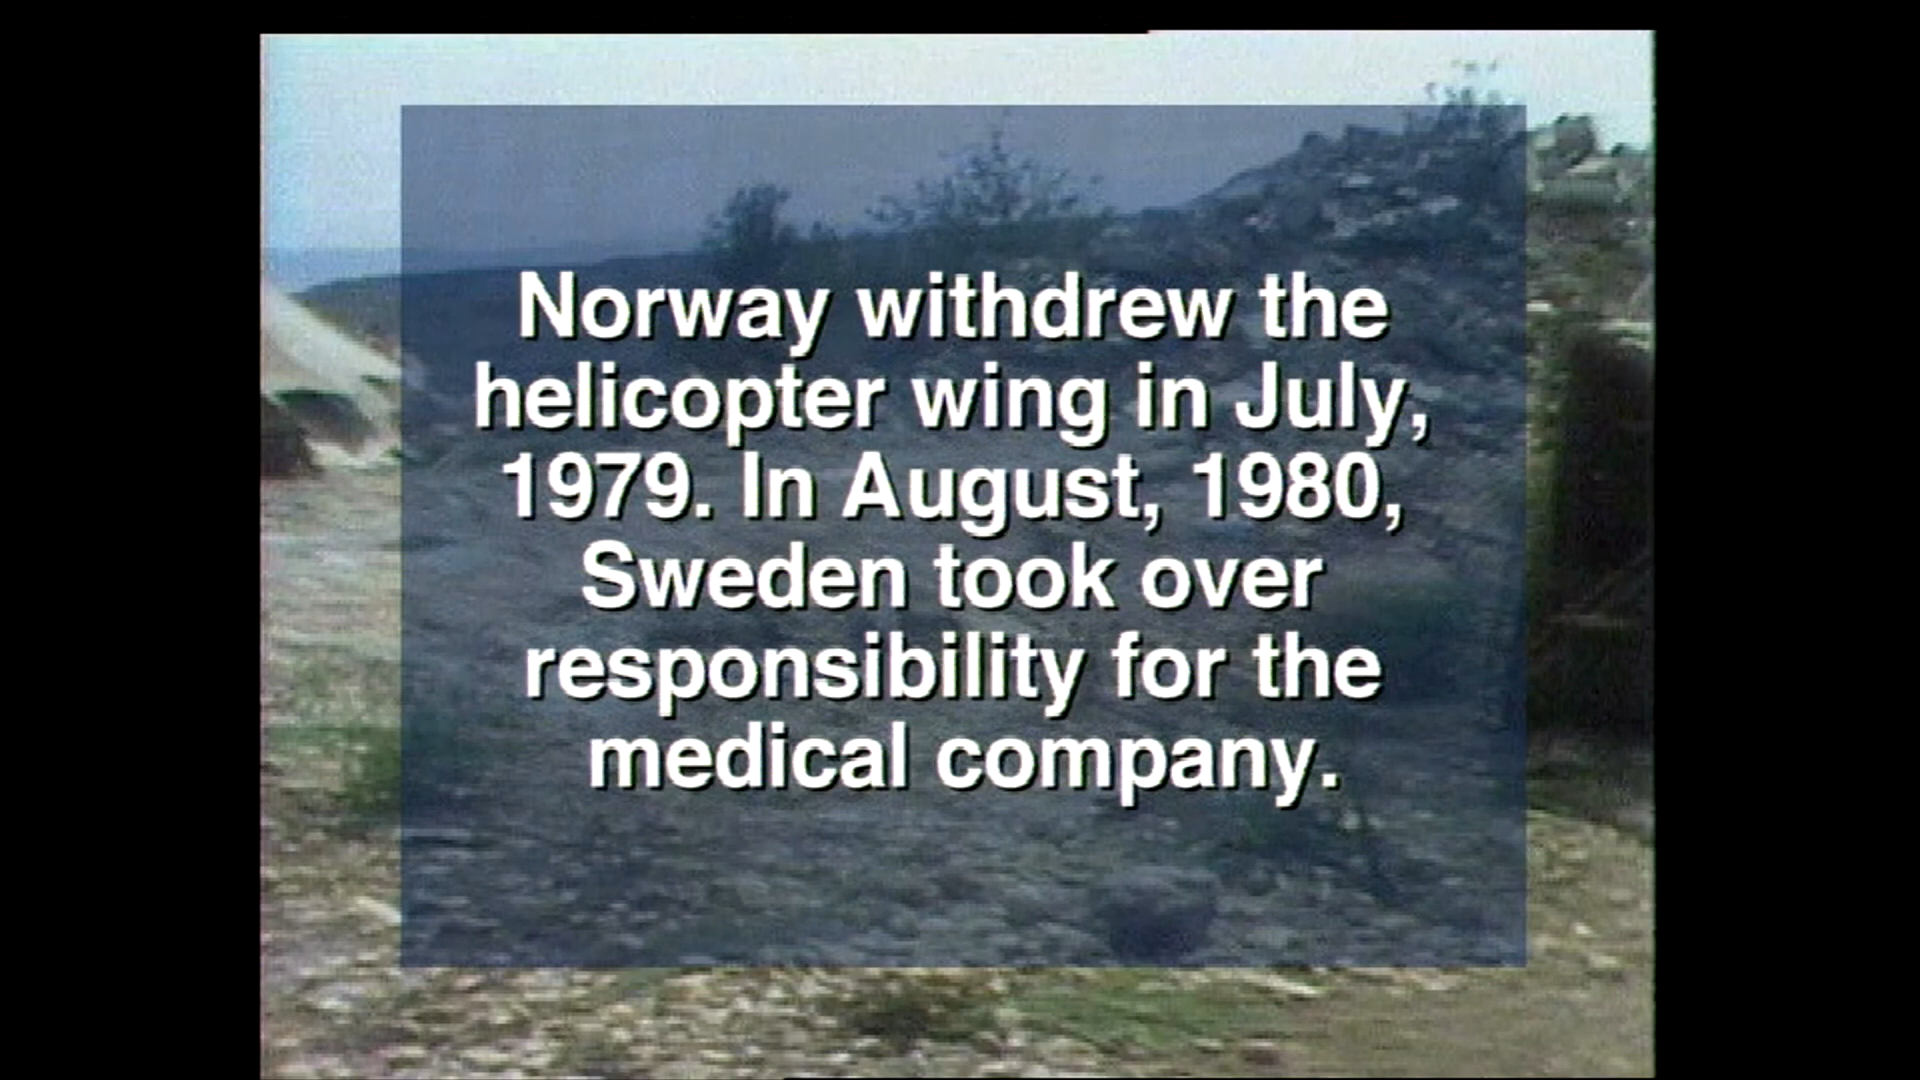 Norway withdrew the
helicopter wing in July,
1979. In August, 1980,
Sweden took over
responsibility for the
medical company.